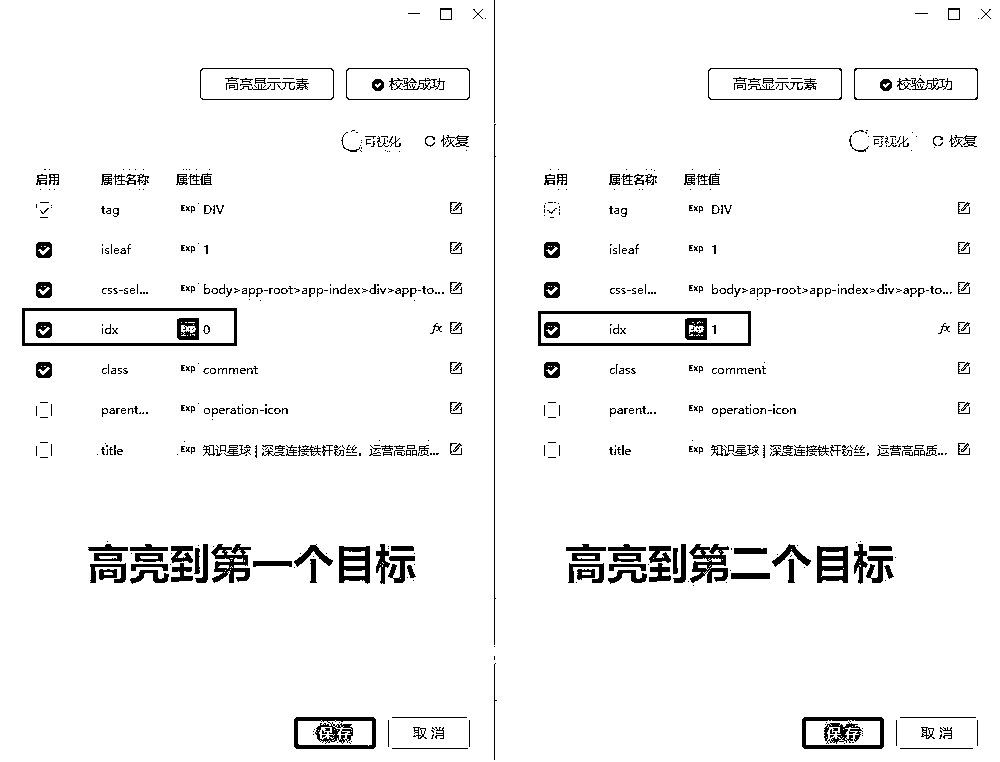 高亮显示元素 校验成功
可视化 恢复
启用 属性名称 属性值
tag Exp DIV
isleaf Exp 1
css-sel... Exp body>app-root>app-index>div>app-to...
idx Exp 0 fx
class Exp comment
parent... Exp operation-icon
title Exp 知识星球 | 深度连接铁杆粉丝，运营高品质...
高亮到第一个目标
保存 取消
高亮显示元素 校验成功
可视化 恢复
启用 属性名称 属性值
tag Exp DIV
isleaf Exp 1
css-sel... Exp body>app-root>app-index>div>app-to...
idx Exp 1 fx
class Exp comment
parent... Exp operation-icon
title Exp 知识星球 | 深度连接铁杆粉丝，运营高品质...
高亮到第二个目标
保存 取消